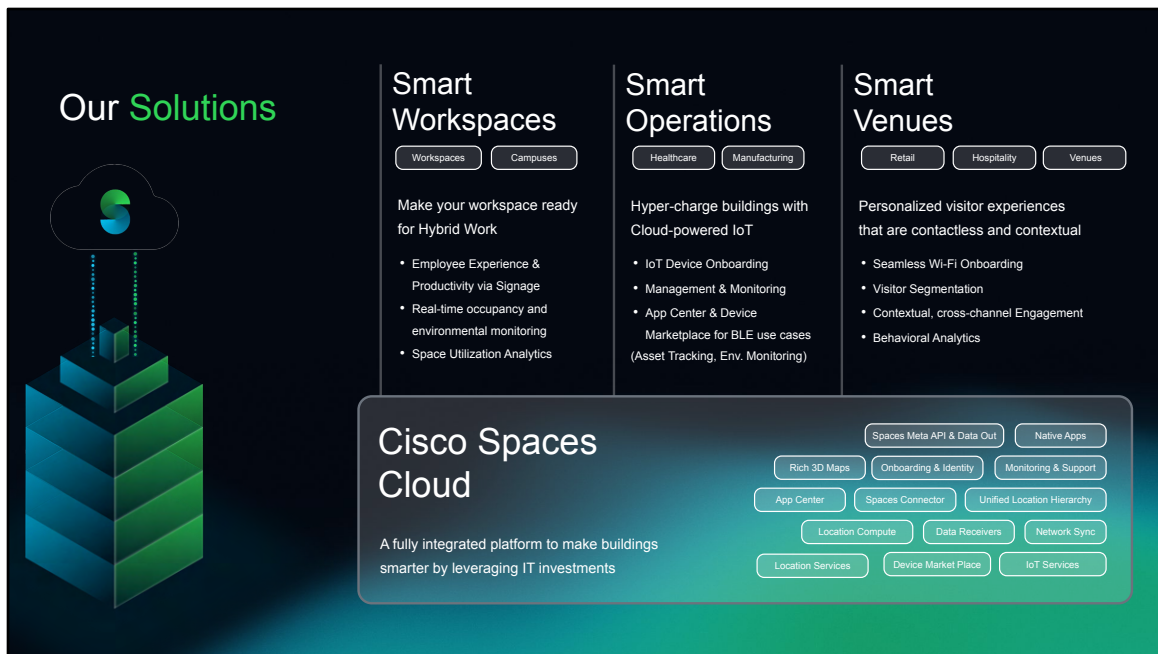 Our Solutions
Smart
Workspaces
Workspaces
Campuses
Make your workspace ready
for Hybrid Work
• Employee Experience &
Productivity via Signage
• Real-time occupancy and
environmental monitoring
• Space Utilization Analytics
Smart
Operations
Healthcare
Manufacturing
Hyper-charge buildings with
Cloud-powered IoT
• IoT Device Onboarding
• Management & Monitoring
• App Center & Device
Marketplace for BLE use cases
(Asset Tracking, Env. Monitoring)
Smart
Venues
Retail
Hospitality
Venues
Personalized visitor experiences
that are contactless and contextual
• Seamless Wi-Fi Onboarding
• Visitor Segmentation
• Contextual, cross-channel Engagement
• Behavioral Analytics
Cisco Spaces
Cloud
A fully integrated platform to make buildings
smarter by leveraging IT investments
Spaces Meta API & Data Out
Native Apps
Rich 3D Maps
Onboarding & Identity
Monitoring & Support
App Center
Spaces Connector
Unified Location Hierarchy
Location Compute
Data Receivers
Network Sync
Location Services
Device Market Place
IoT Services